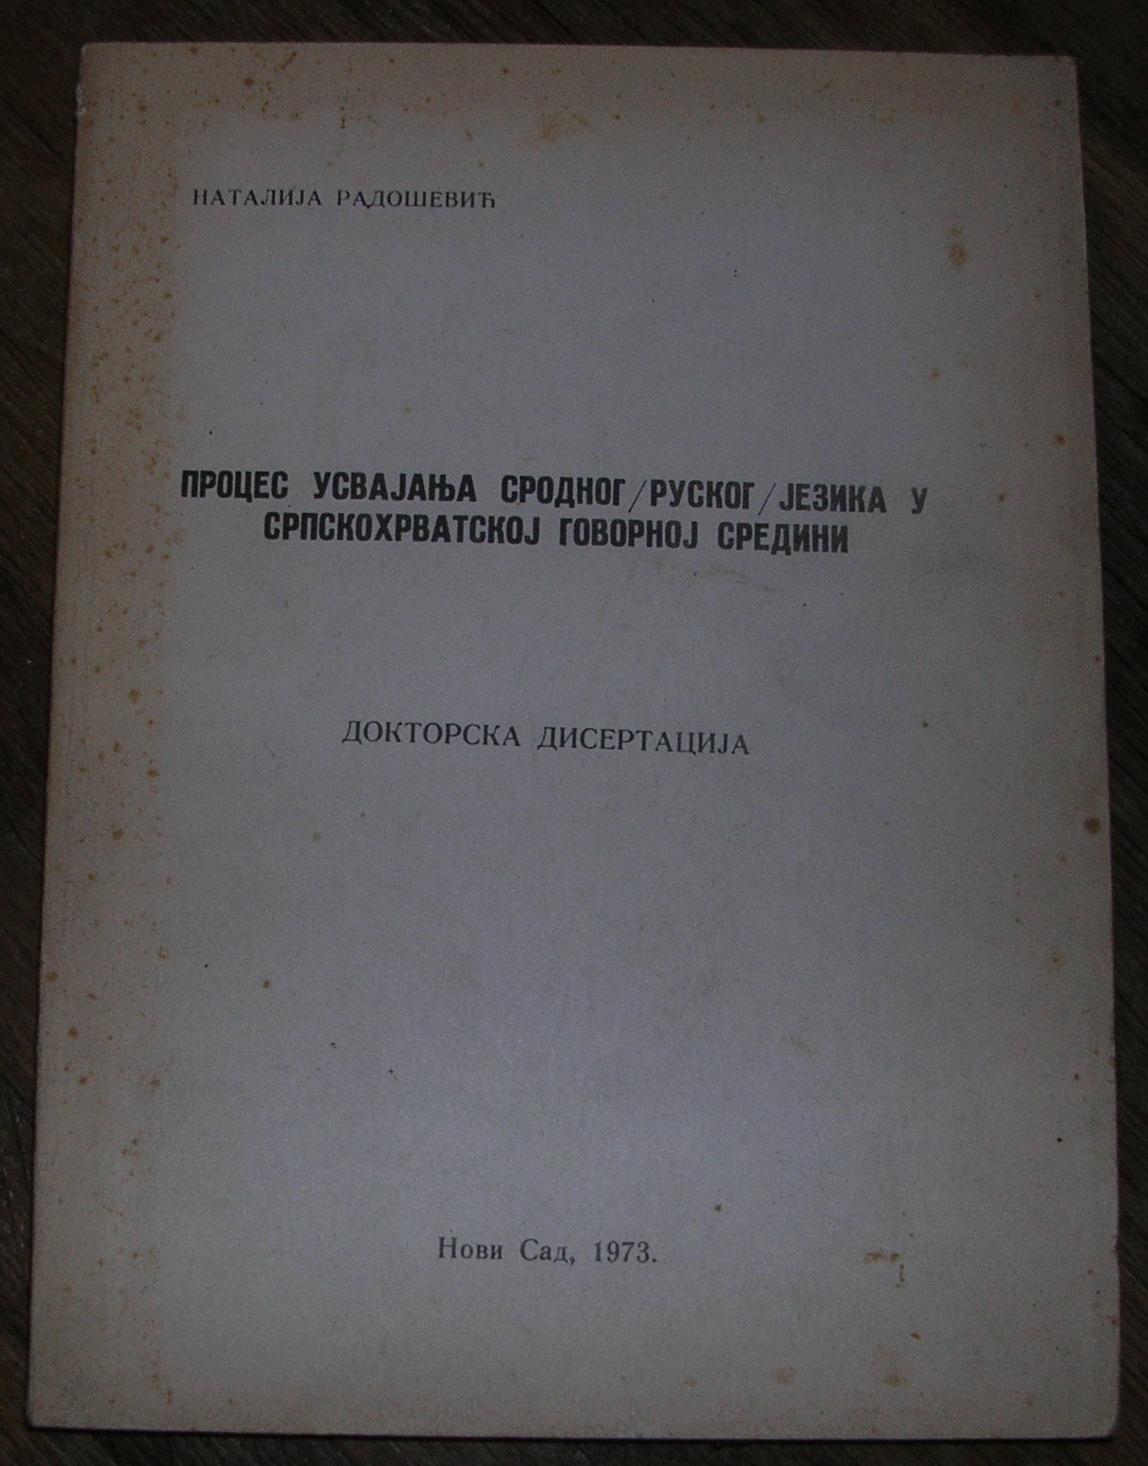 НАТАЛИЈА РАДОШЕВИЋ
ПРОЦЕС УСВАЈАЊА СРОДНОГ/РУСКОГ/ЈЕЗИКА У
СРПСКОХРВАТСКОЈ ГОВОРНОЈ СРЕДИНИ
ДОКТОРСКА ДИСЕРТАЦИЈА
Нови Сад, 1973.